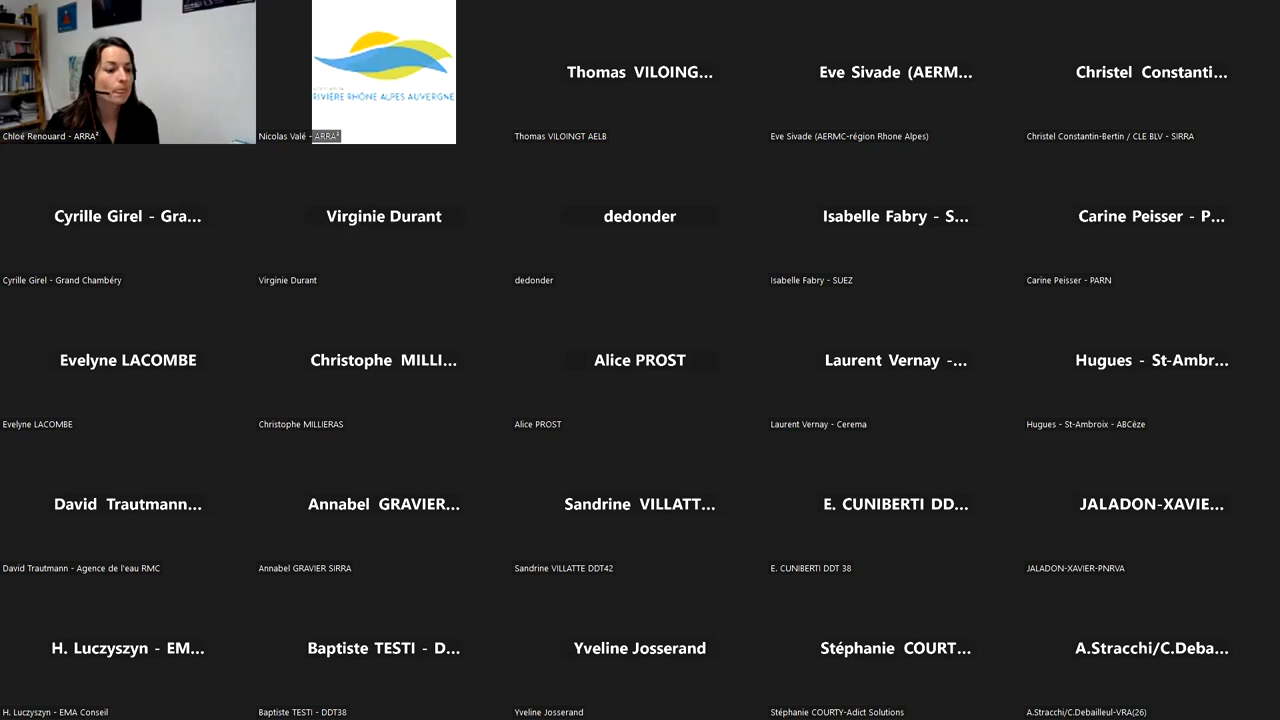 Chloé Renouard - ARRA²
RIVIÈRE RHÔNE ALPES AUVERGNE
Nicolas Valé - ARRA²
Thomas VILOING...
Thomas VILOINGT AELB
Eve Sivade (AERM...
Eve Sivade (AERMC-région Rhone Alpes)
Christel Constanti...
Christel Constantin-Bertin / CLE BLV - SIRRA
Cyrille Girel - Gra...
Cyrille Girel - Grand Chambéry
Virginie Durant
Virginie Durant
dedonder
dedonder
Isabelle Fabry - S...
Isabelle Fabry - SUEZ
Carine Peisser - P...
Carine Peisser - PARN
Evelyne LACOMBE
Evelyne LACOMBE
Christophe MILLI...
Christophe MILLIERAS
Alice PROST
Alice PROST
Laurent Vernay -...
Laurent Vernay - Cerema
Hugues - St-Ambr...
Hugues - St-Ambroix - ABCèze
David Trautmann...
David Trautmann - Agence de l'eau RMC
Annabel GRAVIER...
Annabel GRAVIER SIRRA
Sandrine VILLATT...
Sandrine VILLATTE DDT42
E. CUNIBERTI DD...
E. CUNIBERTI DDT 38
JALADON-XAVIE...
JALADON-XAVIER-PNRVA
H. Luczyszyn - EM...
H. Luczyszyn - EMA Conseil
Baptiste TESTI - D...
Baptiste TESTI - DDT38
Yveline Josserand
Yveline Josserand
Stéphanie COURT...
Stéphanie COURTY-Adict Solutions
A.Stracchi/C.Deba...
A.Stracchi/C.Debailleul-VRA(26)